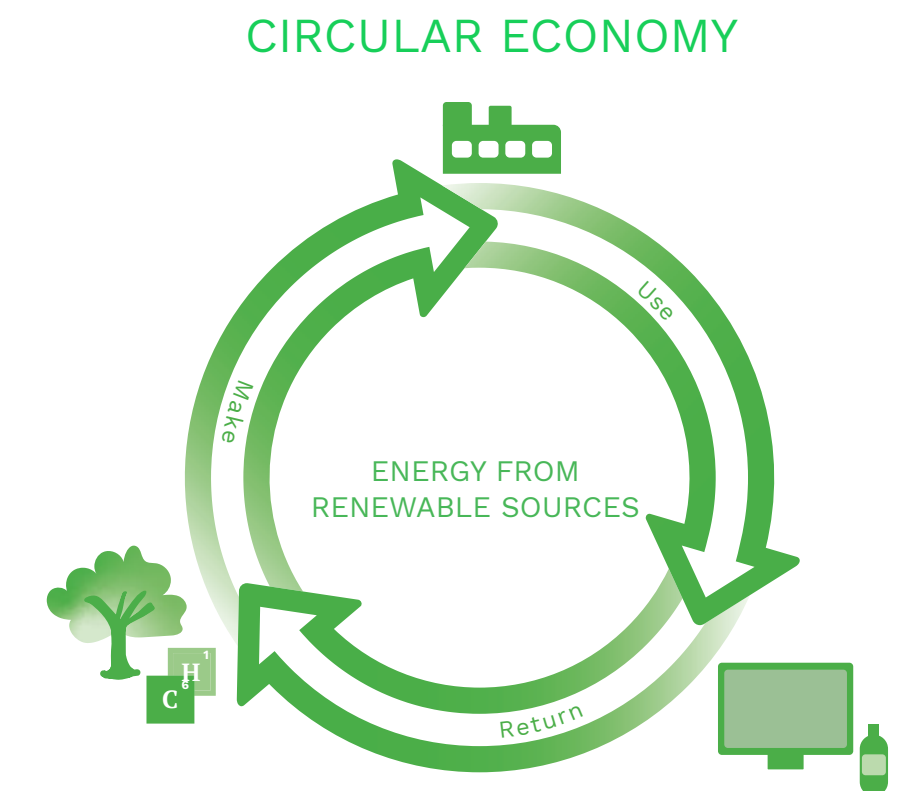 CIRCULAR ECONOMY
Use
Make
ENERGY FROM
RENEWABLE SOURCES
1
H
6
C
Return